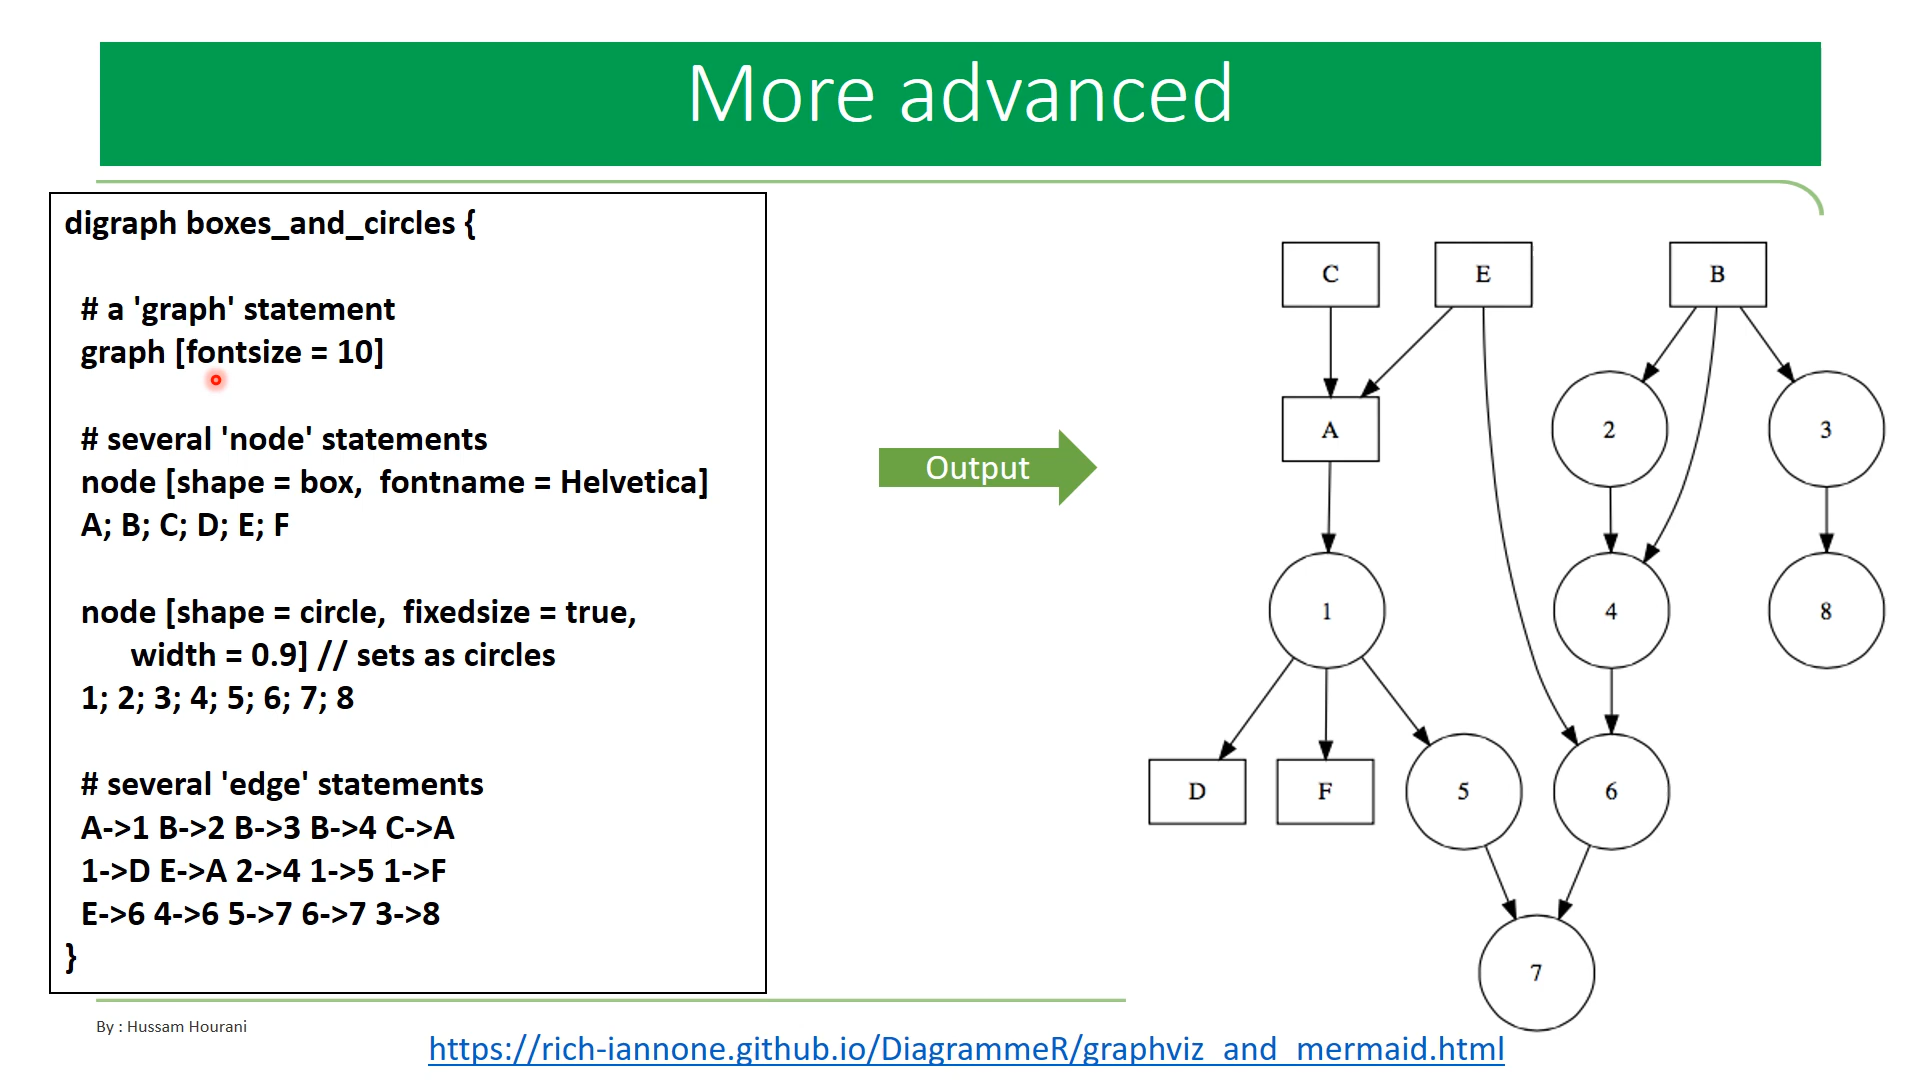 More advanced
digraph boxes_and_circles {
# a 'graph' statement
graph [fontsize = 10]
# several 'node' statements
node [shape = box,  fontname = Helvetica]
A; B; C; D; E; F
node [shape = circle,  fixedsize = true,
width = 0.9] // sets as circles
1; 2; 3; 4; 5; 6; 7; 8
# several 'edge' statements
A->1 B->2 B->3 B->4 C->A
1->D E->A 2->4 1->5 1->F
E->6 4->6 5->7 6->7 3->8
}
Output
C E B
A 2 3
1 4 8
D F 5 6
7
By : Hussam Hourani
https://rich-iannone.github.io/DiagrammeR/graphviz_and_mermaid.html